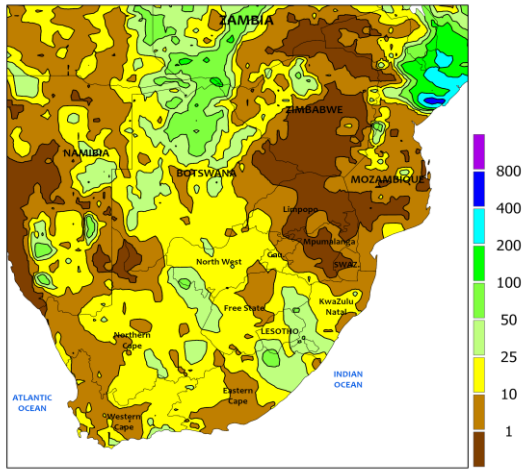 ZAMBIA
ZIMBABWE
NAMIBIA
BOTSWANA
MOZAMBIQUE
Limpopo
Mpumalanga
North West
Gau.
SWAZ.
Free State
KwaZulu
Natal
LESOTHO
Northern
Cape
INDIAN
OCEAN
ATLANTIC
OCEAN
Eastern
Cape
Western
Cape
800
400
200
100
50
25
10
1